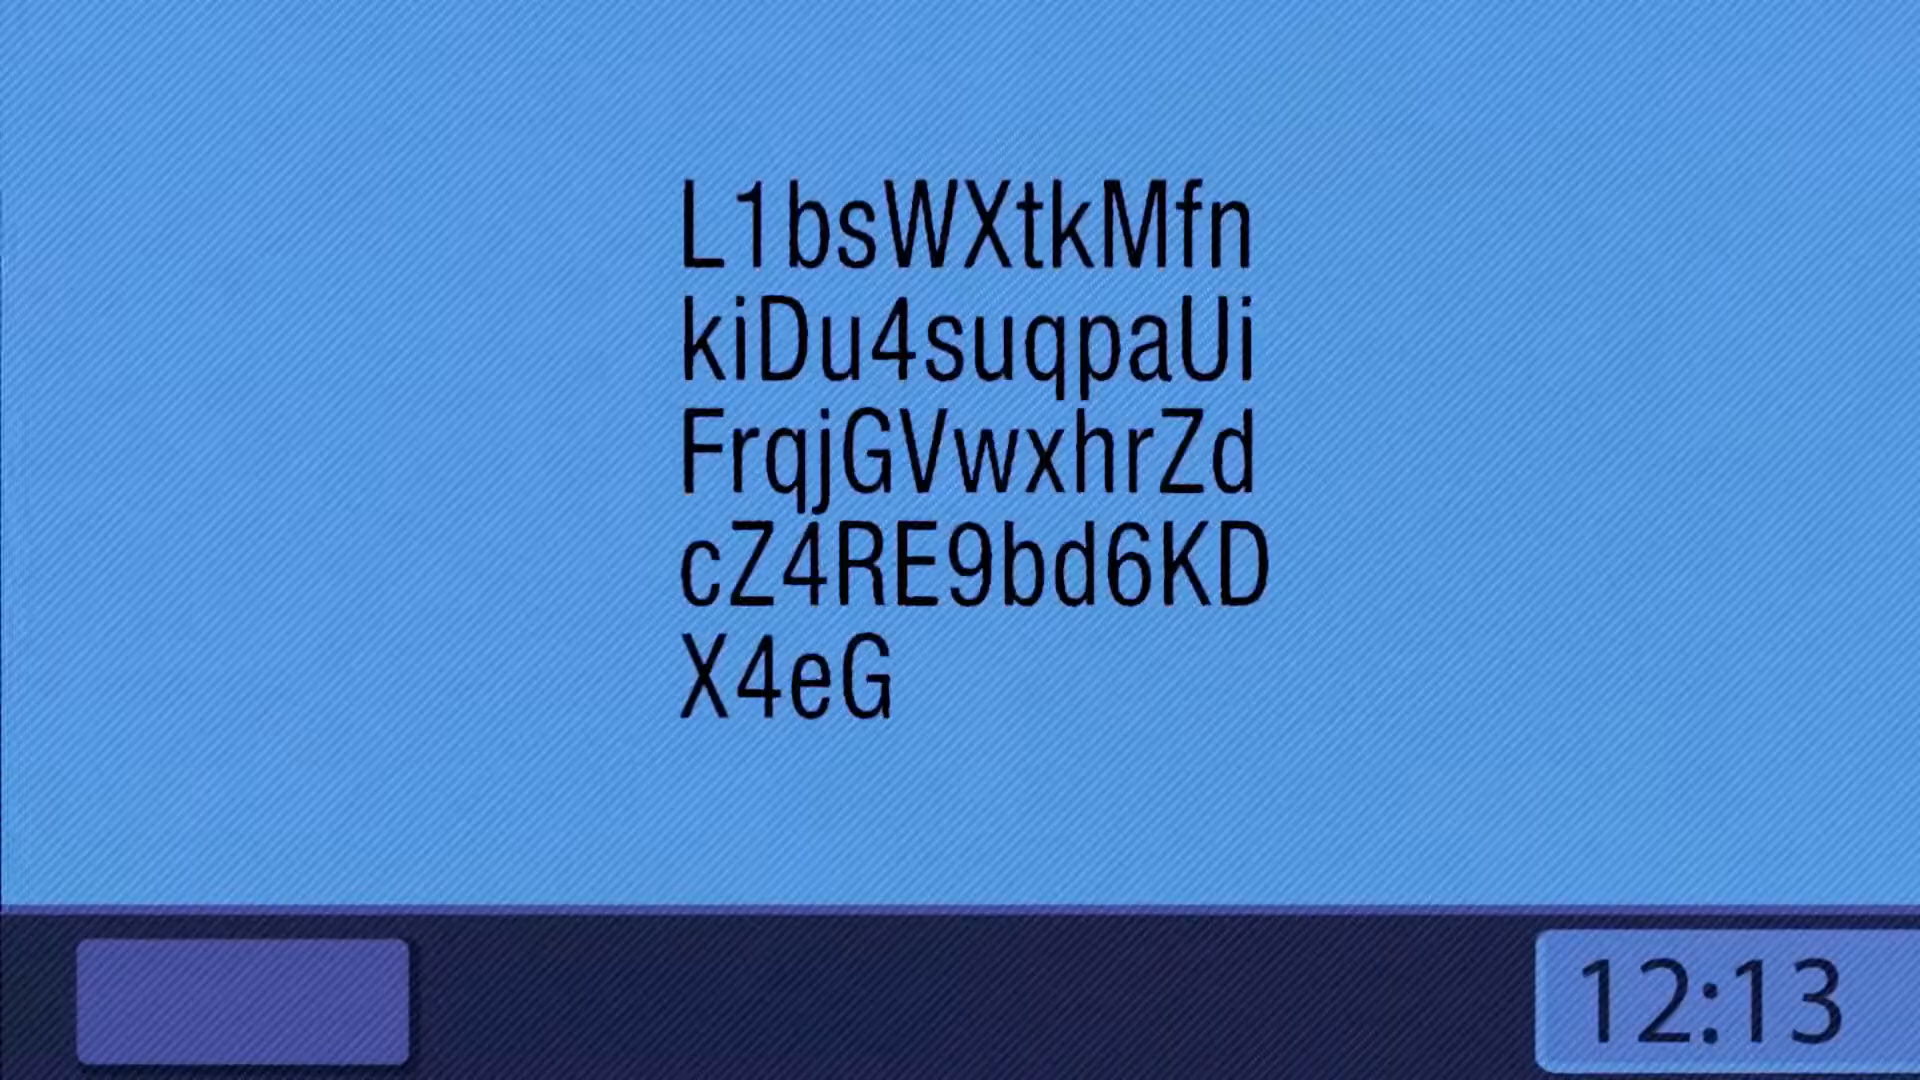 L1bsWXtkMfn
kiDu4suqpaUi
FrqjGVwxhrZd
cZ4RE9bd6KD
X4eG
12:13